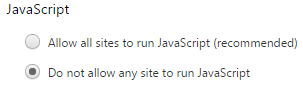 JavaScript
Allow all sites to run JavaScript (recommended)
Do not allow any site to run JavaScript